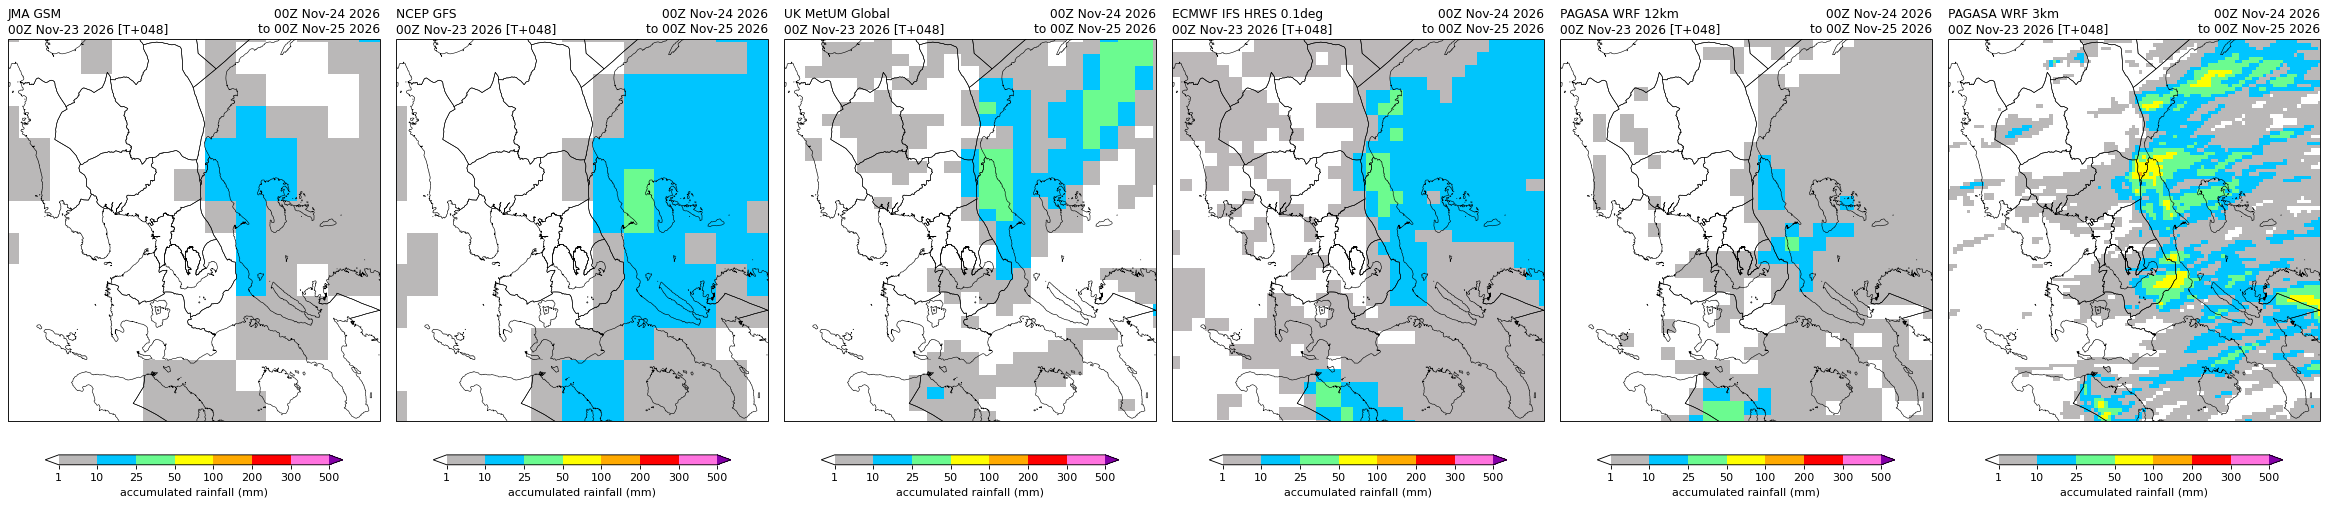 JMA GSM
00Z Nov-24 2026
00Z Nov-23 2026 [T+048]
to 00Z Nov-25 2026
1 10 25 50 100 200 300 500
accumulated rainfall (mm)
NCEP GFS
00Z Nov-24 2026
00Z Nov-23 2026 [T+048]
to 00Z Nov-25 2026
1 10 25 50 100 200 300 500
accumulated rainfall (mm)
UK MetUM Global
00Z Nov-24 2026
00Z Nov-23 2026 [T+048]
to 00Z Nov-25 2026
1 10 25 50 100 200 300 500
accumulated rainfall (mm)
ECMWF IFS HRES 0.1deg
00Z Nov-24 2026
00Z Nov-23 2026 [T+048]
to 00Z Nov-25 2026
1 10 25 50 100 200 300 500
accumulated rainfall (mm)
PAGASA WRF 12km
00Z Nov-24 2026
00Z Nov-23 2026 [T+048]
to 00Z Nov-25 2026
1 10 25 50 100 200 300 500
accumulated rainfall (mm)
PAGASA WRF 3km
00Z Nov-24 2026
00Z Nov-23 2026 [T+048]
to 00Z Nov-25 2026
1 10 25 50 100 200 300 500
accumulated rainfall (mm)